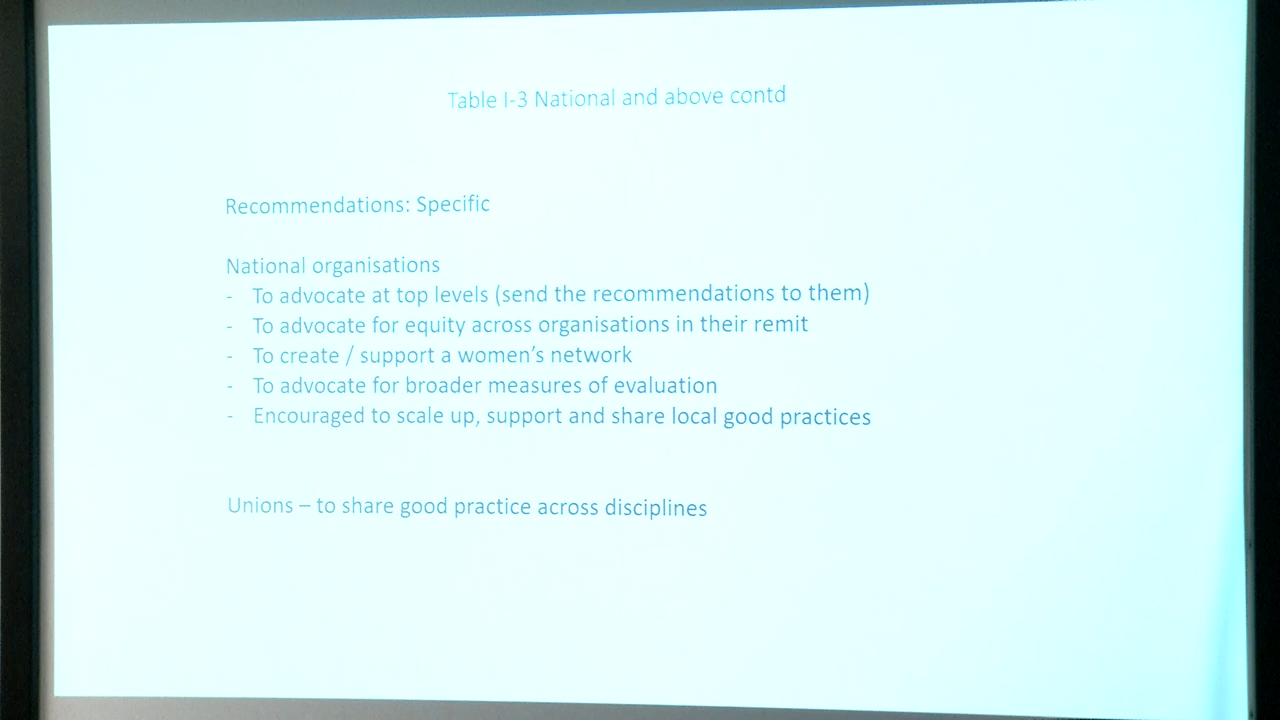 Table I-3 National and above contd
Recommendations: Specific
National organisations
- To advocate at top levels (send the recommendations to them)
- To advocate for equity across organisations in their remit
- To create / support a women’s network
- To advocate for broader measures of evaluation
- Encouraged to scale up, support and share local good practices
Unions – to share good practice across disciplines